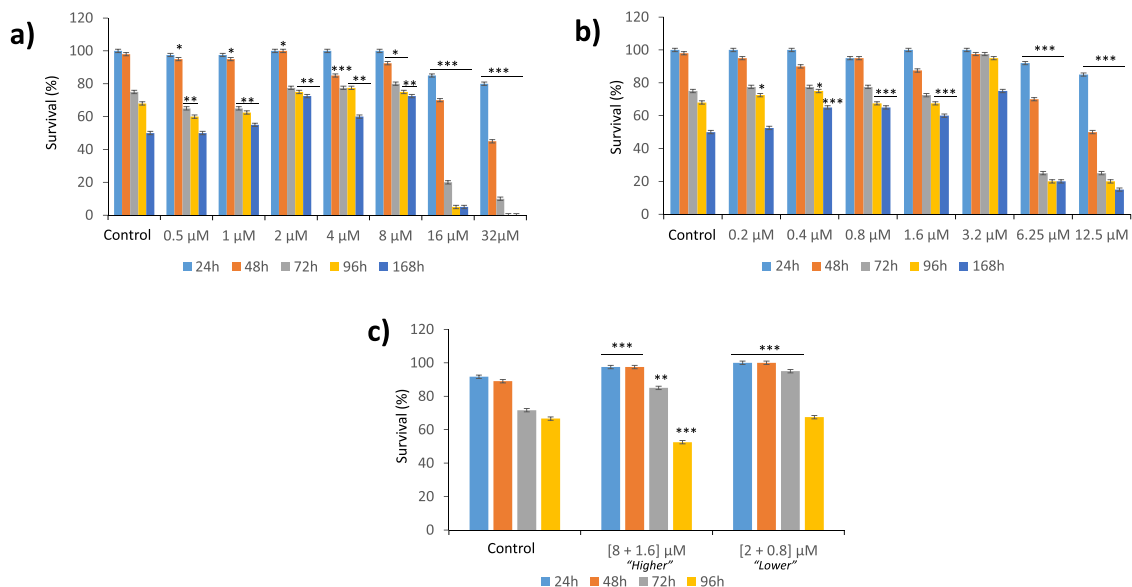 a)
Survival (%)
120
100
80
60
40
20
0
* ** * ** * ** *** ** * ** *** ***
Control 0.5 µM 1 µM 2 µM 4 µM 8 µM 16 µM 32µM
24h 48h 72h 96h 168h
b)
Survival (%)
120
100
80
60
40
20
0
* * *** *** *** *** ***
Control 0.2 µM 0.4 µM 0.8 µM 1.6 µM 3.2 µM 6.25 µM 12.5 µM
24h 48h 72h 96h 168h
c)
Survival (%)
120
100
80
60
40
20
0
*** ** *** ***
Control [8 + 1.6] µM [2 + 0.8] µM
“Higher” “Lower”
24h 48h 72h 96h